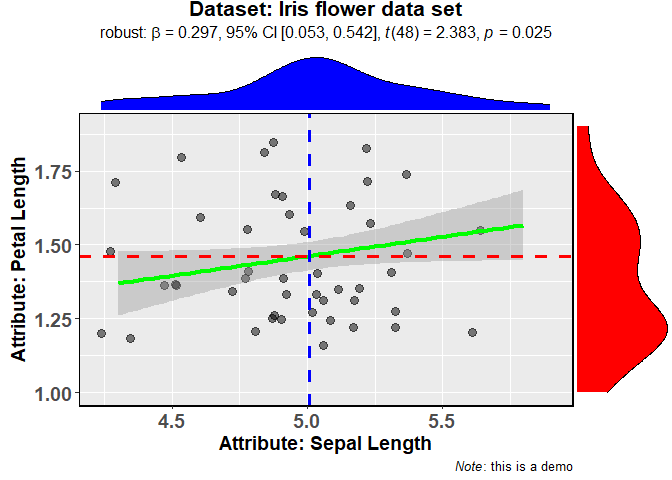 Dataset: Iris flower data set
robust: β = 0.297, 95% CI [0.053, 0.542], t(48) = 2.383, p = 0.025
Attribute: Petal Length
1.75
1.50
1.25
1.00
4.5 5.0 5.5
Attribute: Sepal Length
Note: this is a demo